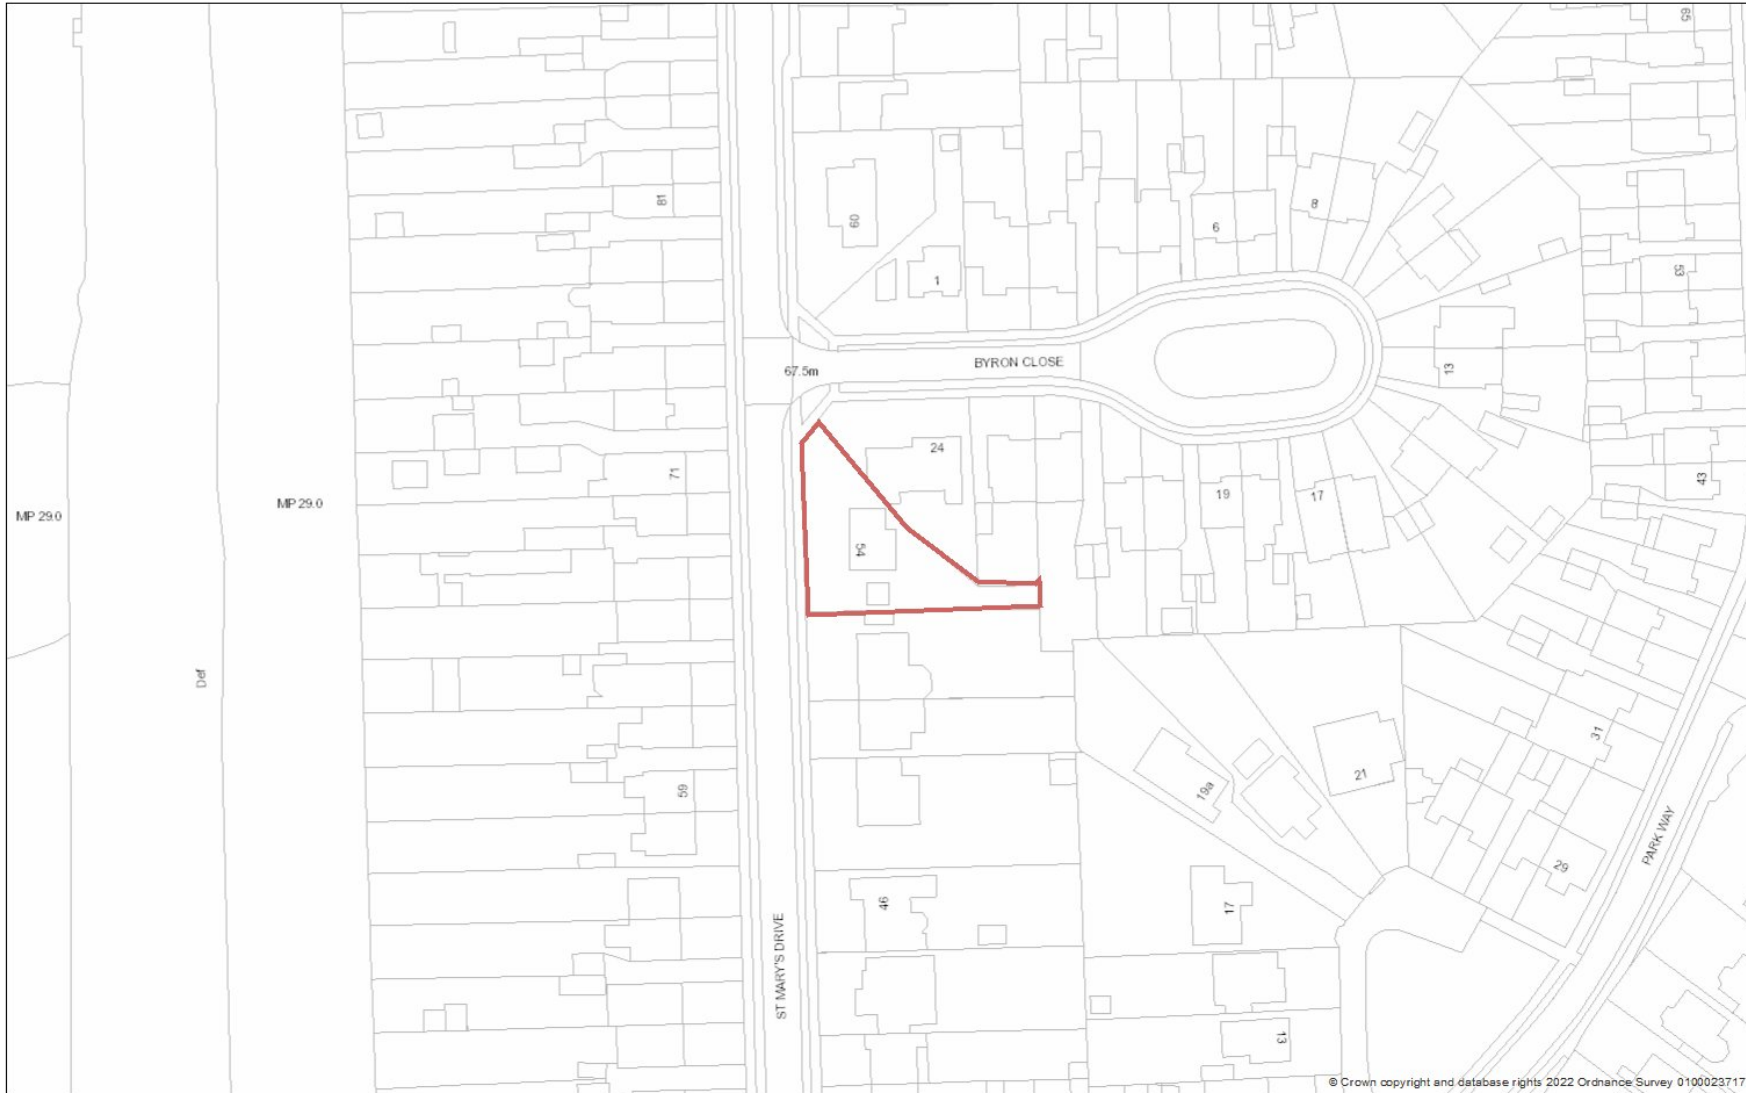 65
81
60
1
6
8
53
BYRON CLOSE
67.5m
13
24
71
54
19
17
43
MP 29.0
MP 29.0
Def
59
19a
21
31
29
PARK WAY
46
17
ST MARY'S DRIVE
13
© Crown copyright and database rights 2022 Ordnance Survey 0100023717